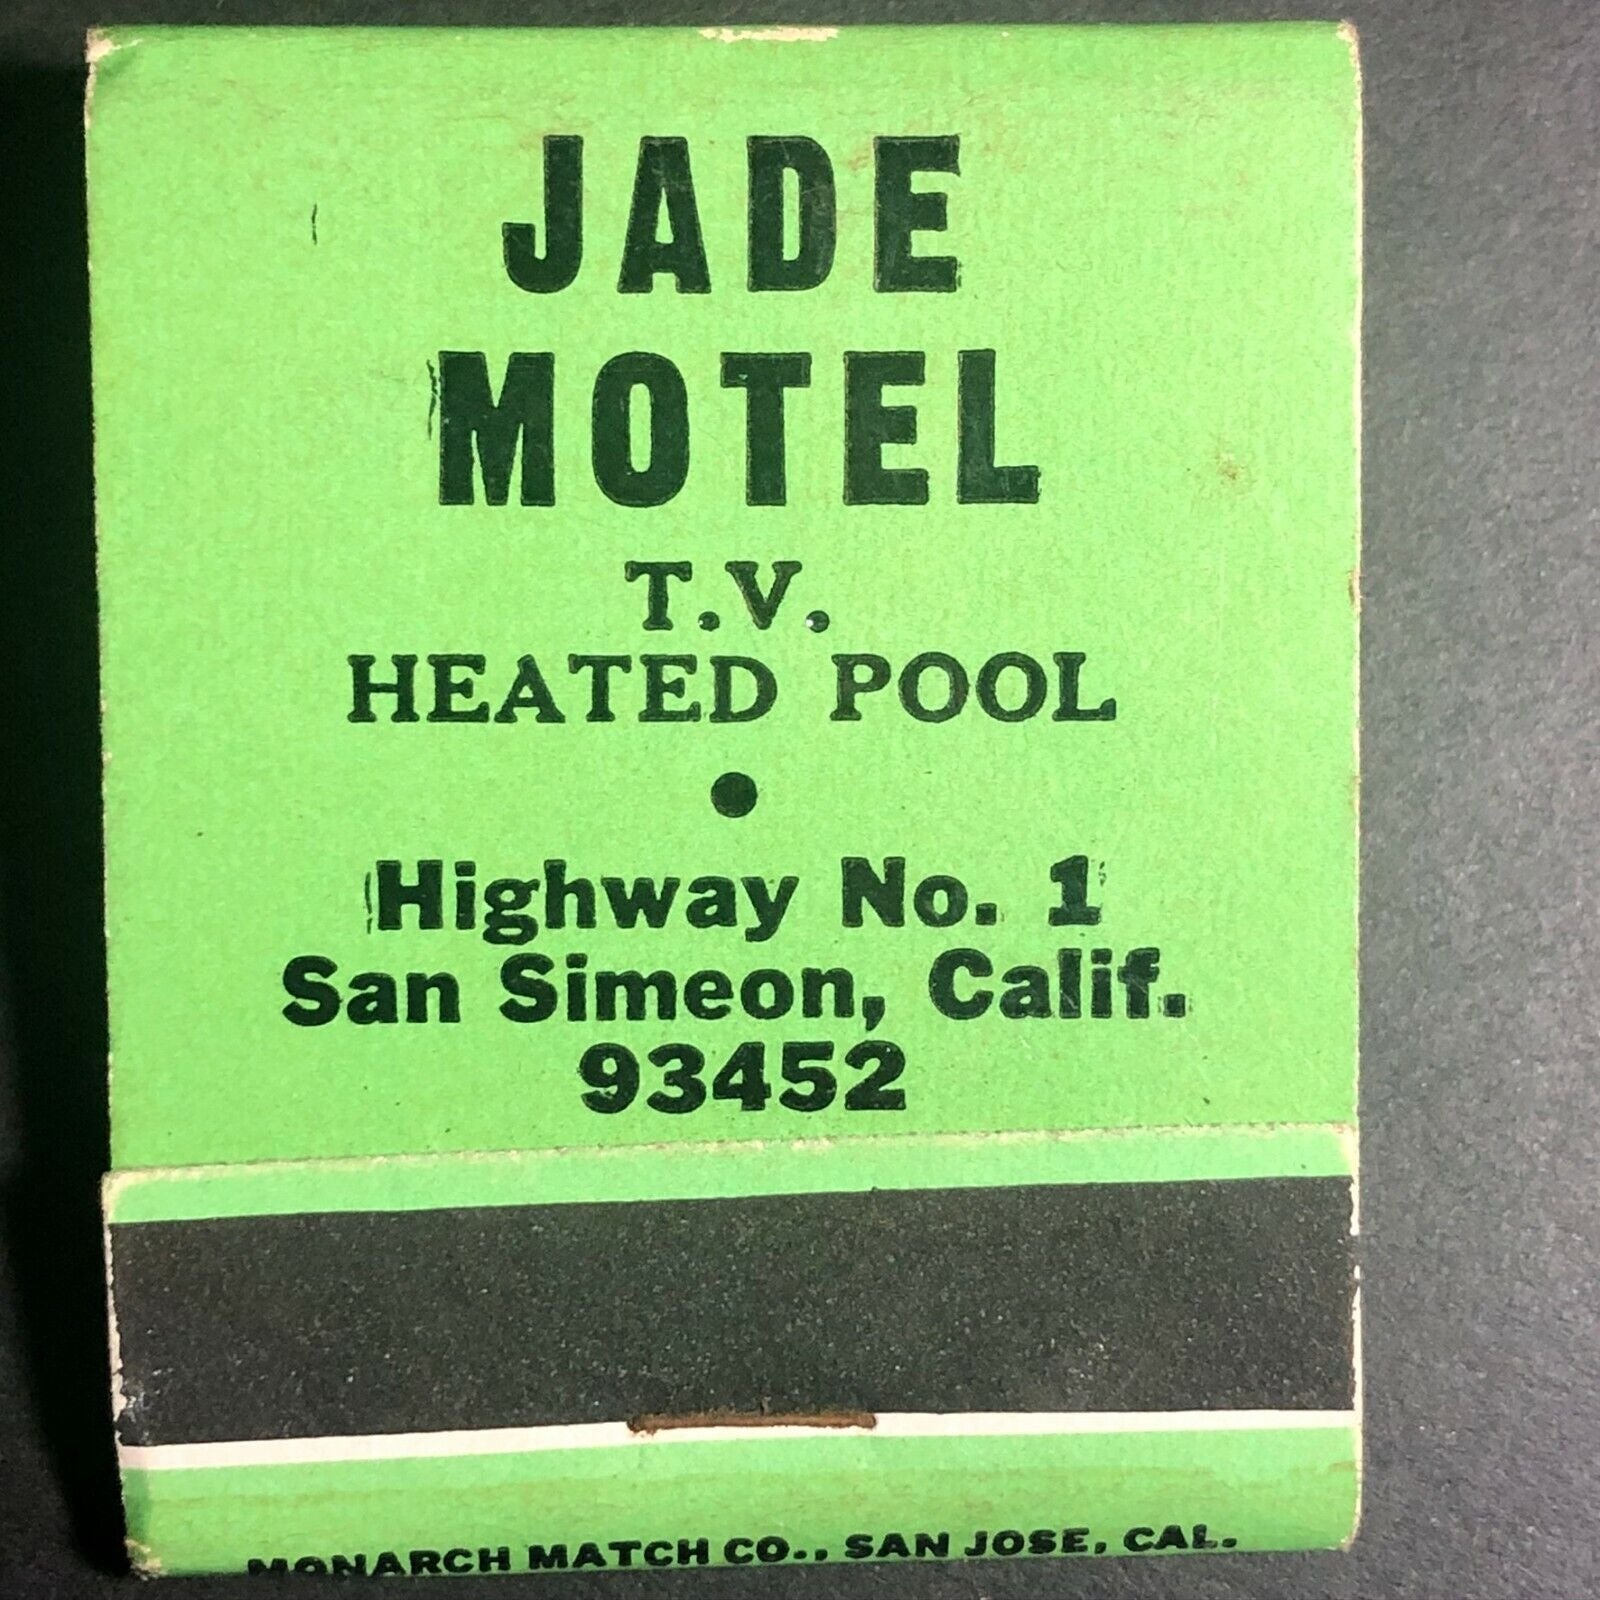 JADE
MOTEL
T.V.
HEATED POOL
•
Highway No. 1
San Simeon, Calif.
93452
MONARCH MATCH CO., SAN JOSE, CAL.